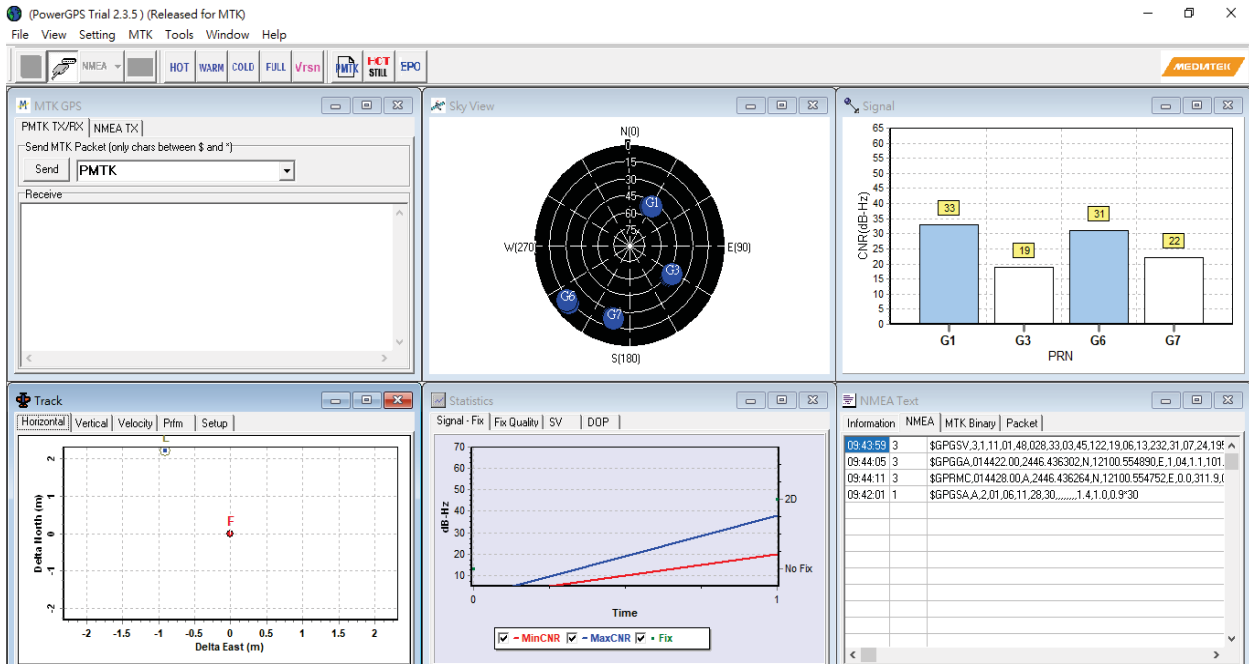 (PowerGPS Trial 2.3.5 ) (Released for MTK)
File View Setting MTK Tools Window Help
NMEA HOT WARM COLD FULL Vrsn PMTK HOT STILL EPO MEDIATEK
MTK GPS
PMTK TX/RX NMEA TX
Send MTK Packet (only chars between $ and *)
Send PMTK
Receive
Sky View
N(0)
0
15
30
45
60
75
W(270) E(90)
S(180)
G1
G3
G6
G7
Signal
CNR(dB-Hz)
65
60
55
50
45
40
35
30
25
20
15
10
5
0
33 19 31 22
G1 G3 G6 G7
PRN
Track
Horizontal Vertical Velocity Prfm Setup
Delta North (m)
2
1
0
-1
-2
F
-2 -1.5 -1 -0.5 0 0.5 1 1.5 2
Delta East (m)
Statistics
Signal - Fix Fix Quality SV DOP
dB-Hz
70
60
50
40
30
20
10
2D
No Fix
0 1
Time
MinCNR MaxCNR Fix
NMEA Text
Information NMEA MTK Binary Packet
09:43:59 3 $GPGSV,3,1,11,01,48,028,33,03,45,122,19,06,13,232,31,07,24,195
09:44:05 3 $GPGGA,014422.00,2446.436302,N,12100.554890,E,1,04,1.1,101.
09:44:11 3 $GPRMC,014428.00,A,2446.436264,N,12100.554752,E,0.0,311.9,
09:42:01 1 $GPGSA,A,2,01,06,11,28,30,,,,,,,,1.4,1.0,0.9*30